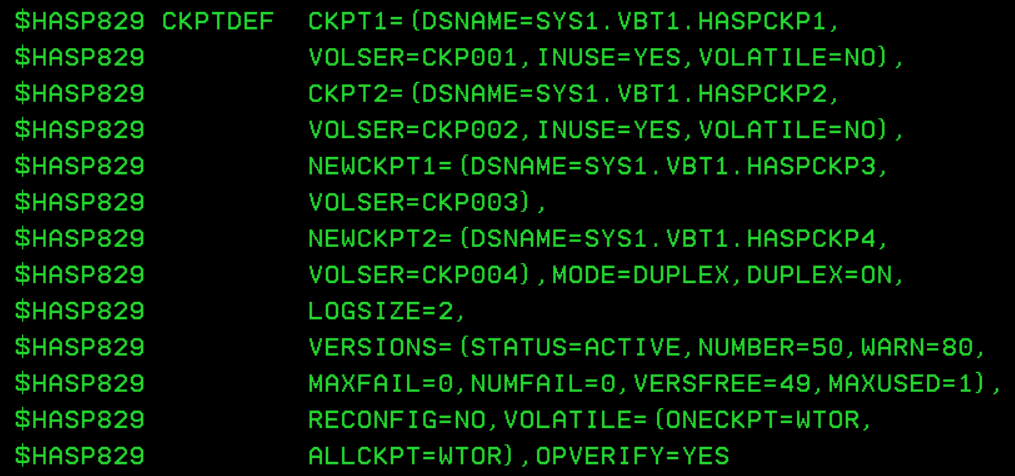 $HASP829 CKPTDEF  CKPT1=(DSNAME=SYS1.VBT1.HASPCKP1,
$HASP829          VOLSER=CKP001,INUSE=YES,VOLATILE=NO),
$HASP829          CKPT2=(DSNAME=SYS1.VBT1.HASPCKP2,
$HASP829          VOLSER=CKP002,INUSE=YES,VOLATILE=NO),
$HASP829          NEWCKPT1=(DSNAME=SYS1.VBT1.HASPCKP3,
$HASP829          VOLSER=CKP003),
$HASP829          NEWCKPT2=(DSNAME=SYS1.VBT1.HASPCKP4,
$HASP829          VOLSER=CKP004),MODE=DUPLEX,DUPLEX=ON,
$HASP829          LOGSIZE=2,
$HASP829          VERSIONS=(STATUS=ACTIVE,NUMBER=50,WARN=80,
$HASP829          MAXFAIL=0,NUMFAIL=0,VERSFREE=49,MAXUSED=1),
$HASP829          RECONFIG=NO,VOLATILE=(ONECKPT=WTOR,
$HASP829          ALLCKPT=WTOR),OPVERIFY=YES